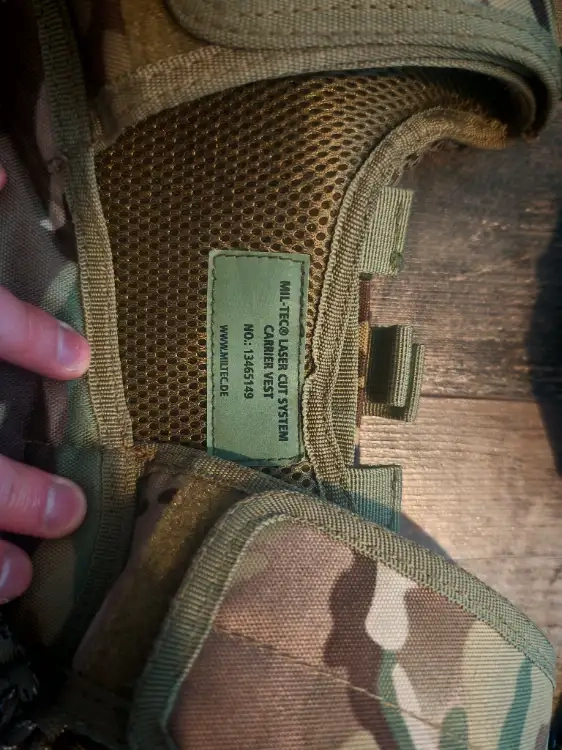 MIL-TEC® LASER CUT SYSTEM
CARRIER VEST
NO.: 13465149
WWW.MILTEC.DE